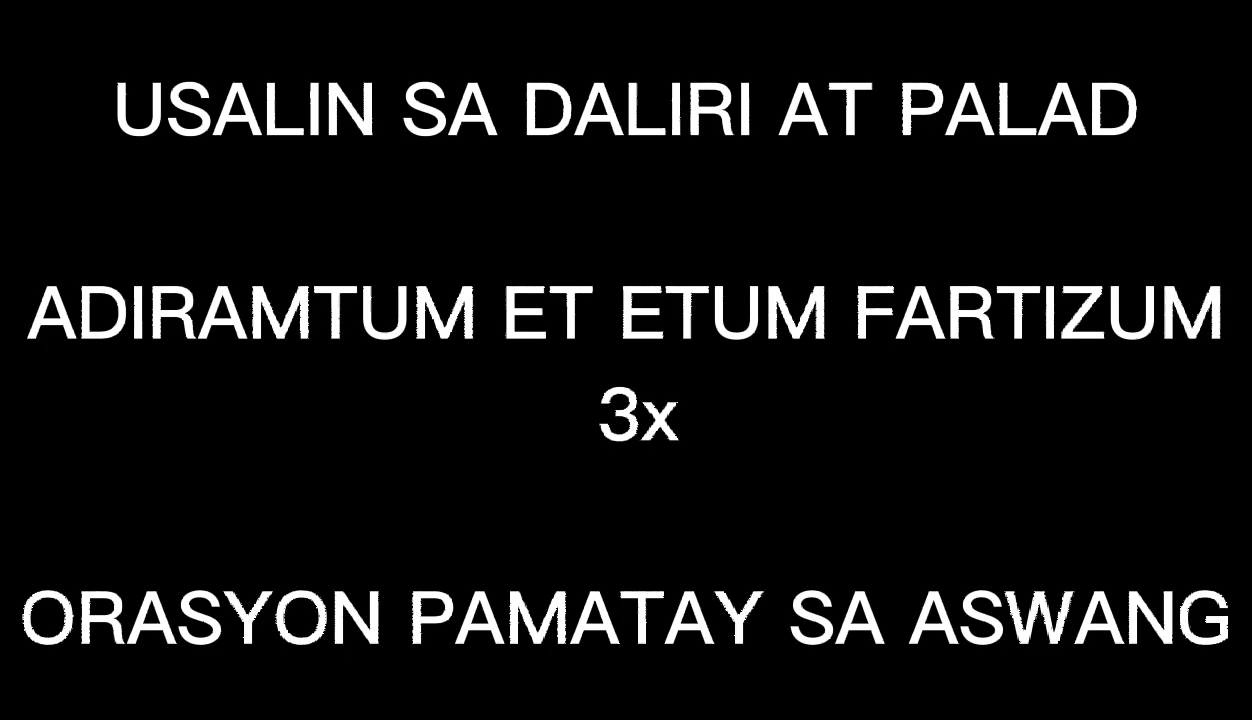 USALIN SA DALIRI AT PALAD
ADIRAMTUM ET ETUM FARTIZUM
3x
ORASYON PAMATAY SA ASWANG